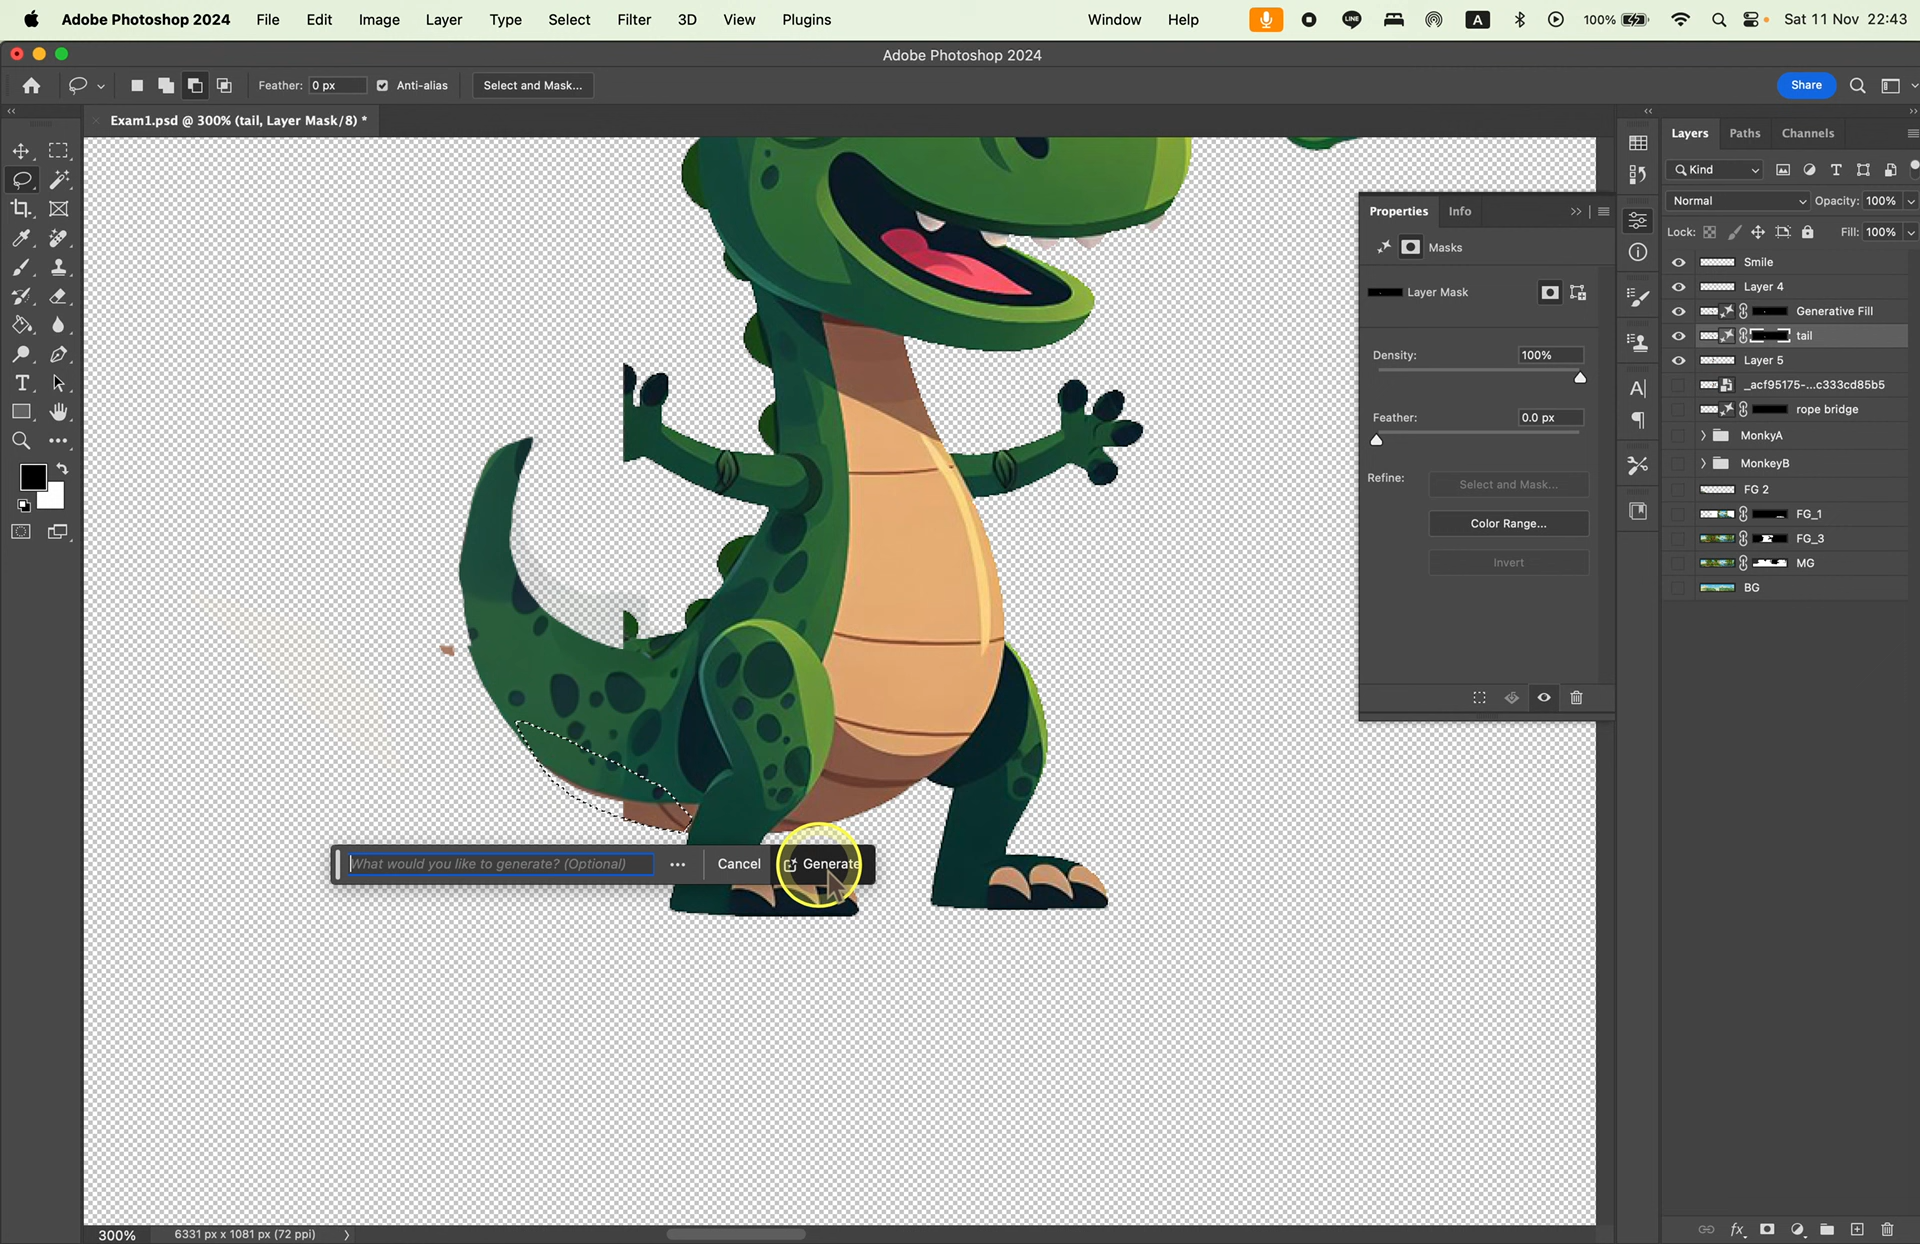 Adobe Photoshop 2024 File Edit Image Layer Type Select Filter 3D View Plugins Window Help LINE A 100% Sat 11 Nov 22:43
Adobe Photoshop 2024
Feather: 0 px Anti-alias Select and Mask... Share
Exam1.psd @ 300% (tail, Layer Mask/8) *
Layers Paths Channels
Kind
Normal Opacity: 100%
Lock: Fill: 100%
Smile
Layer 4
Generative Fill
tail
Layer 5
_acf95175-...c333cd85b5
rope bridge
MonkyA
MonkeyB
FG 2
FG_1
FG_3
MG
BG
Properties Info
Masks
Layer Mask
Density: 100%
Feather: 0.0 px
Refine: Select and Mask...
Color Range...
Invert
What would you like to generate? (Optional) Cancel Generate
300% 6331 px x 1081 px (72 ppi)